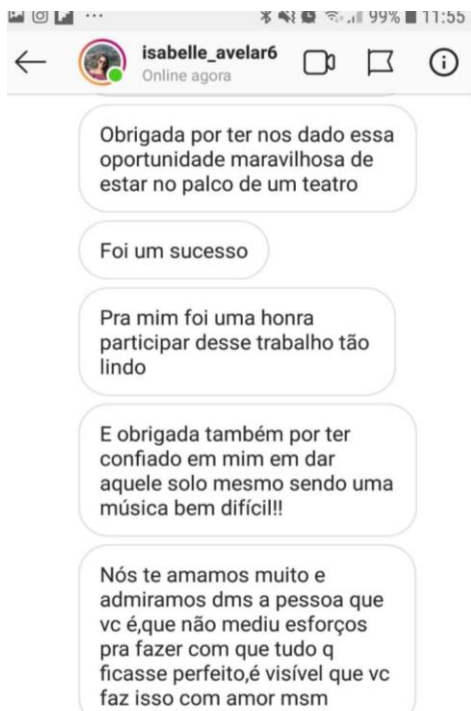 99% 11:55
isabelle_avelar6
Online agora
Obrigada por ter nos dado essa
oportunidade maravilhosa de
estar no palco de um teatro
Foi um sucesso
Pra mim foi uma honra
participar desse trabalho tão
lindo
E obrigada também por ter
confiado em mim em dar
aquele solo mesmo sendo uma
música bem difícil!!
Nós te amamos muito e
admiramos dms a pessoa que
vc é,que não mediu esforços
pra fazer com que tudo q
ficasse perfeito,é visível que vc
faz isso com amor msm